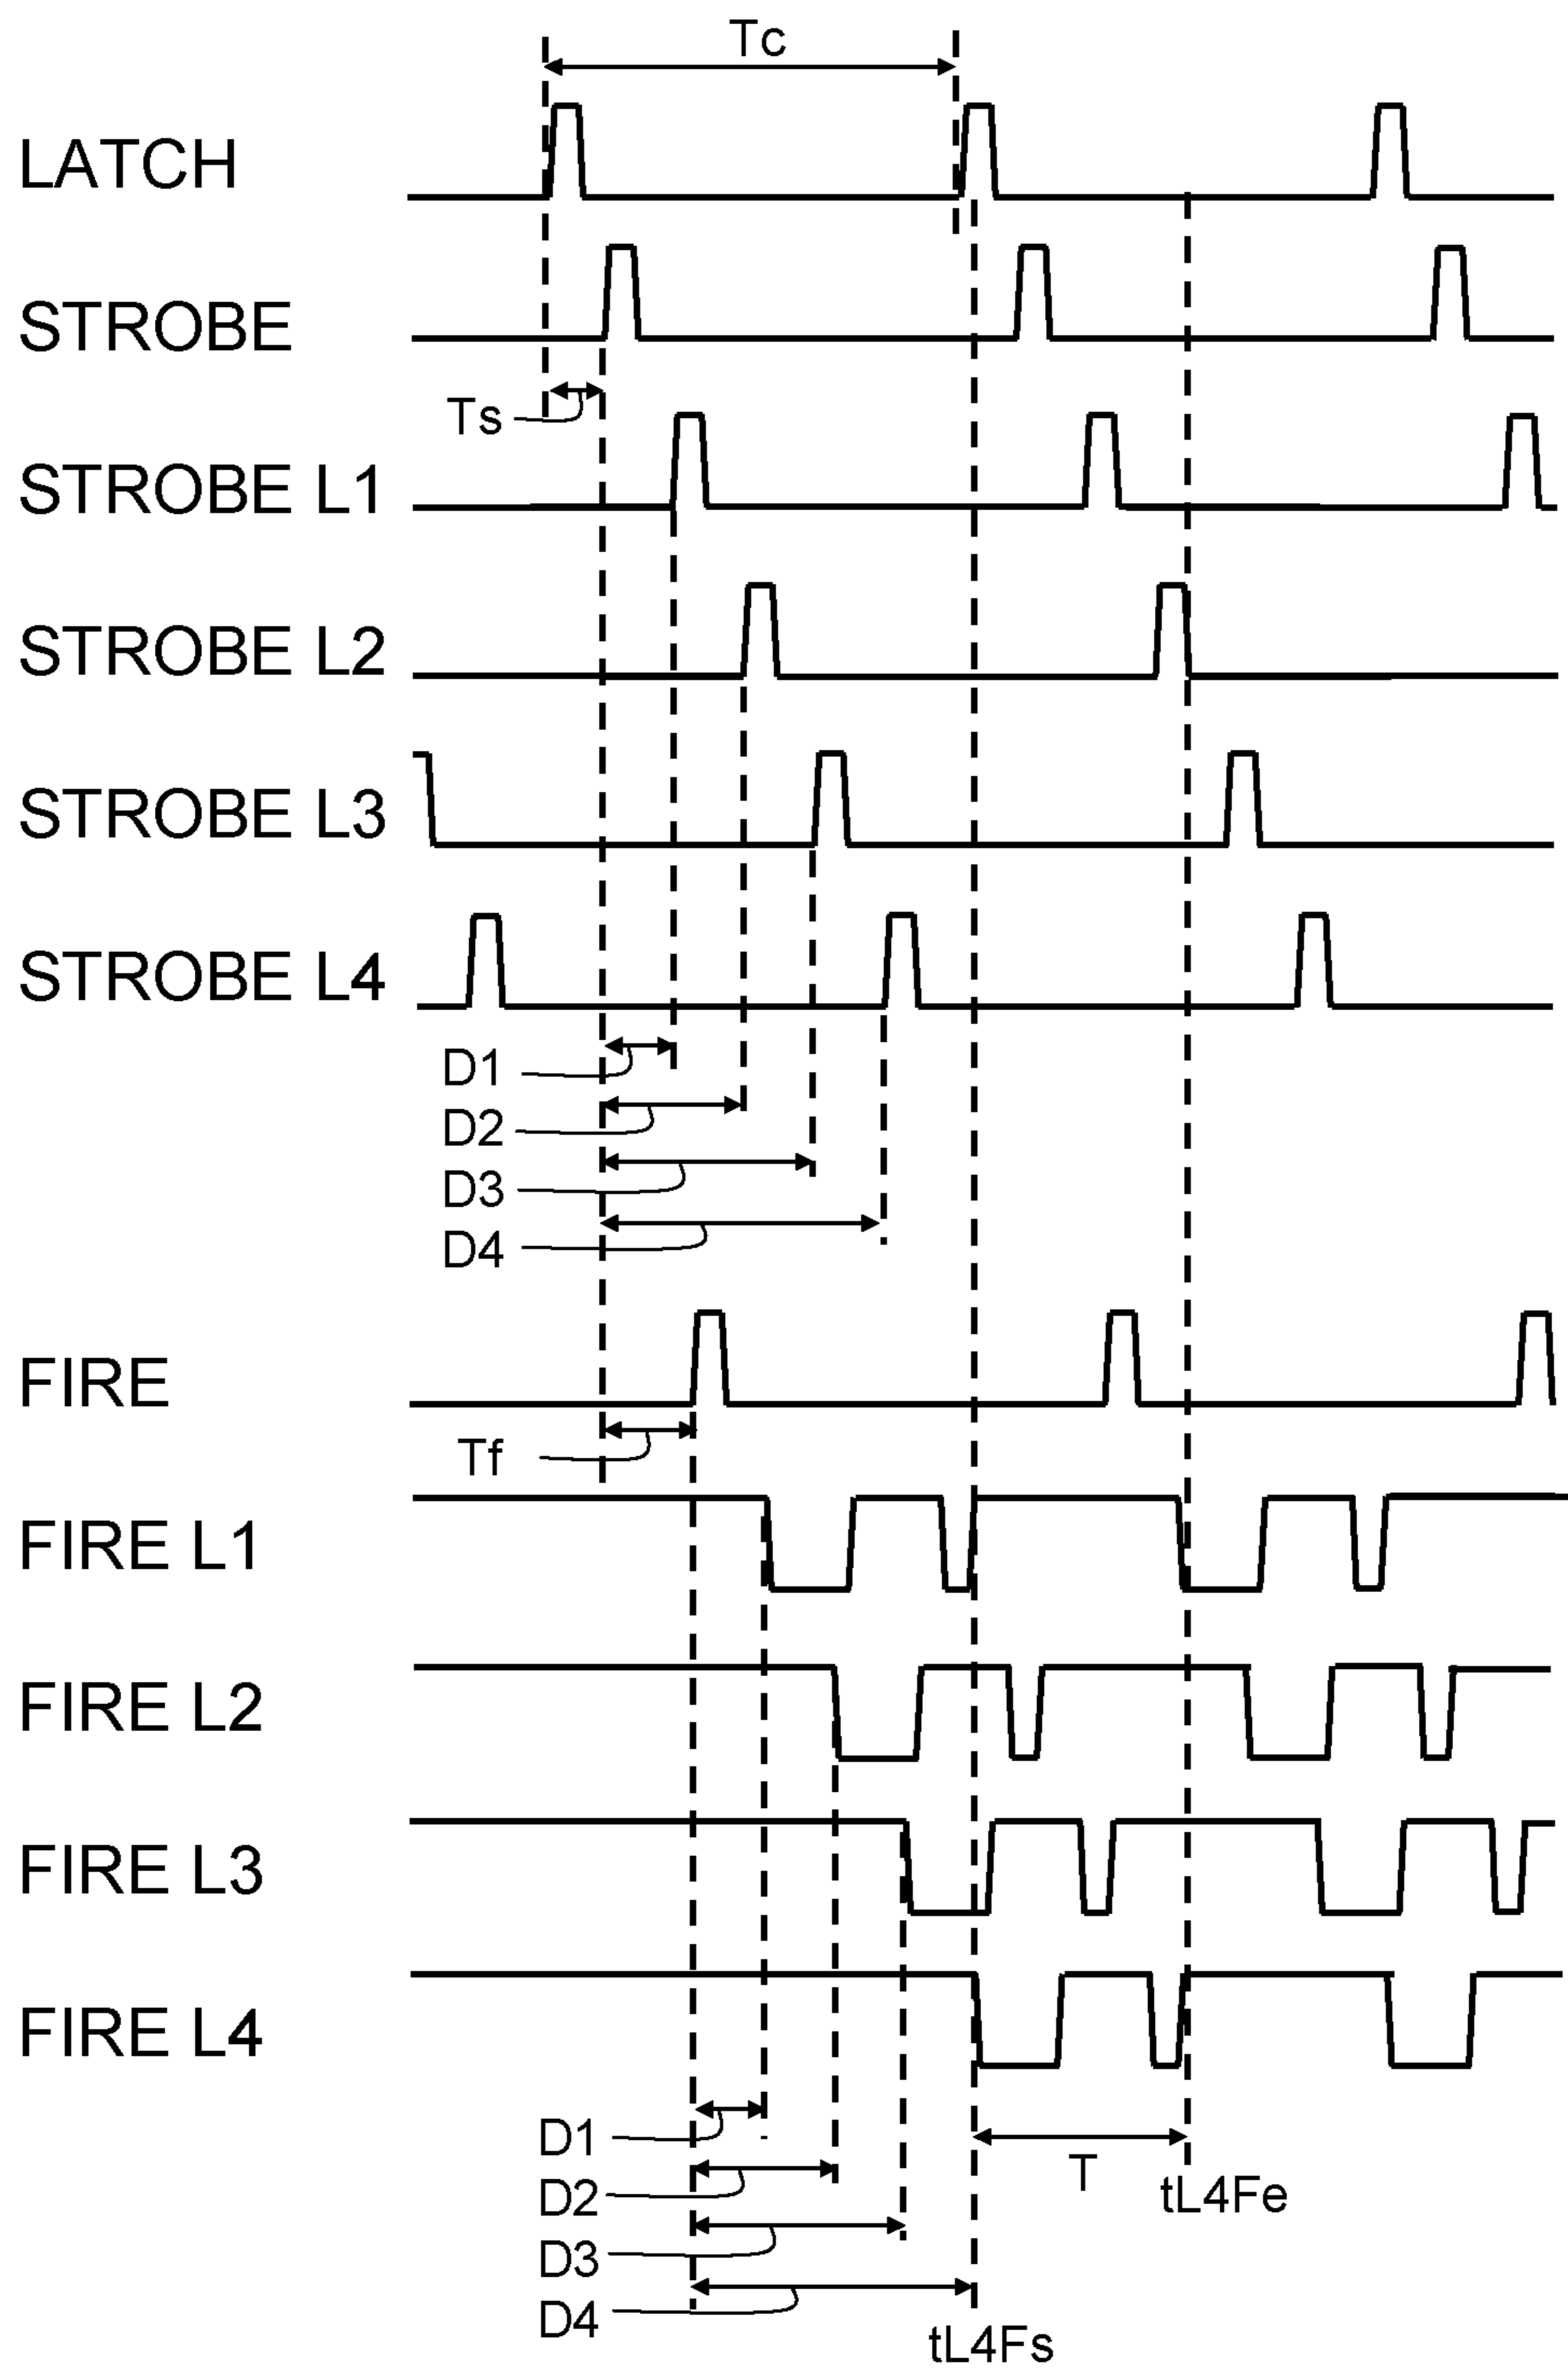 Tc
LATCH
STROBE
Ts
STROBE L1
STROBE L2
STROBE L3
STROBE L4
D1
D2
D3
D4
FIRE
Tf
FIRE L1
FIRE L2
FIRE L3
FIRE L4
D1
T
D2
tL4Fe
D3
D4
tL4Fs